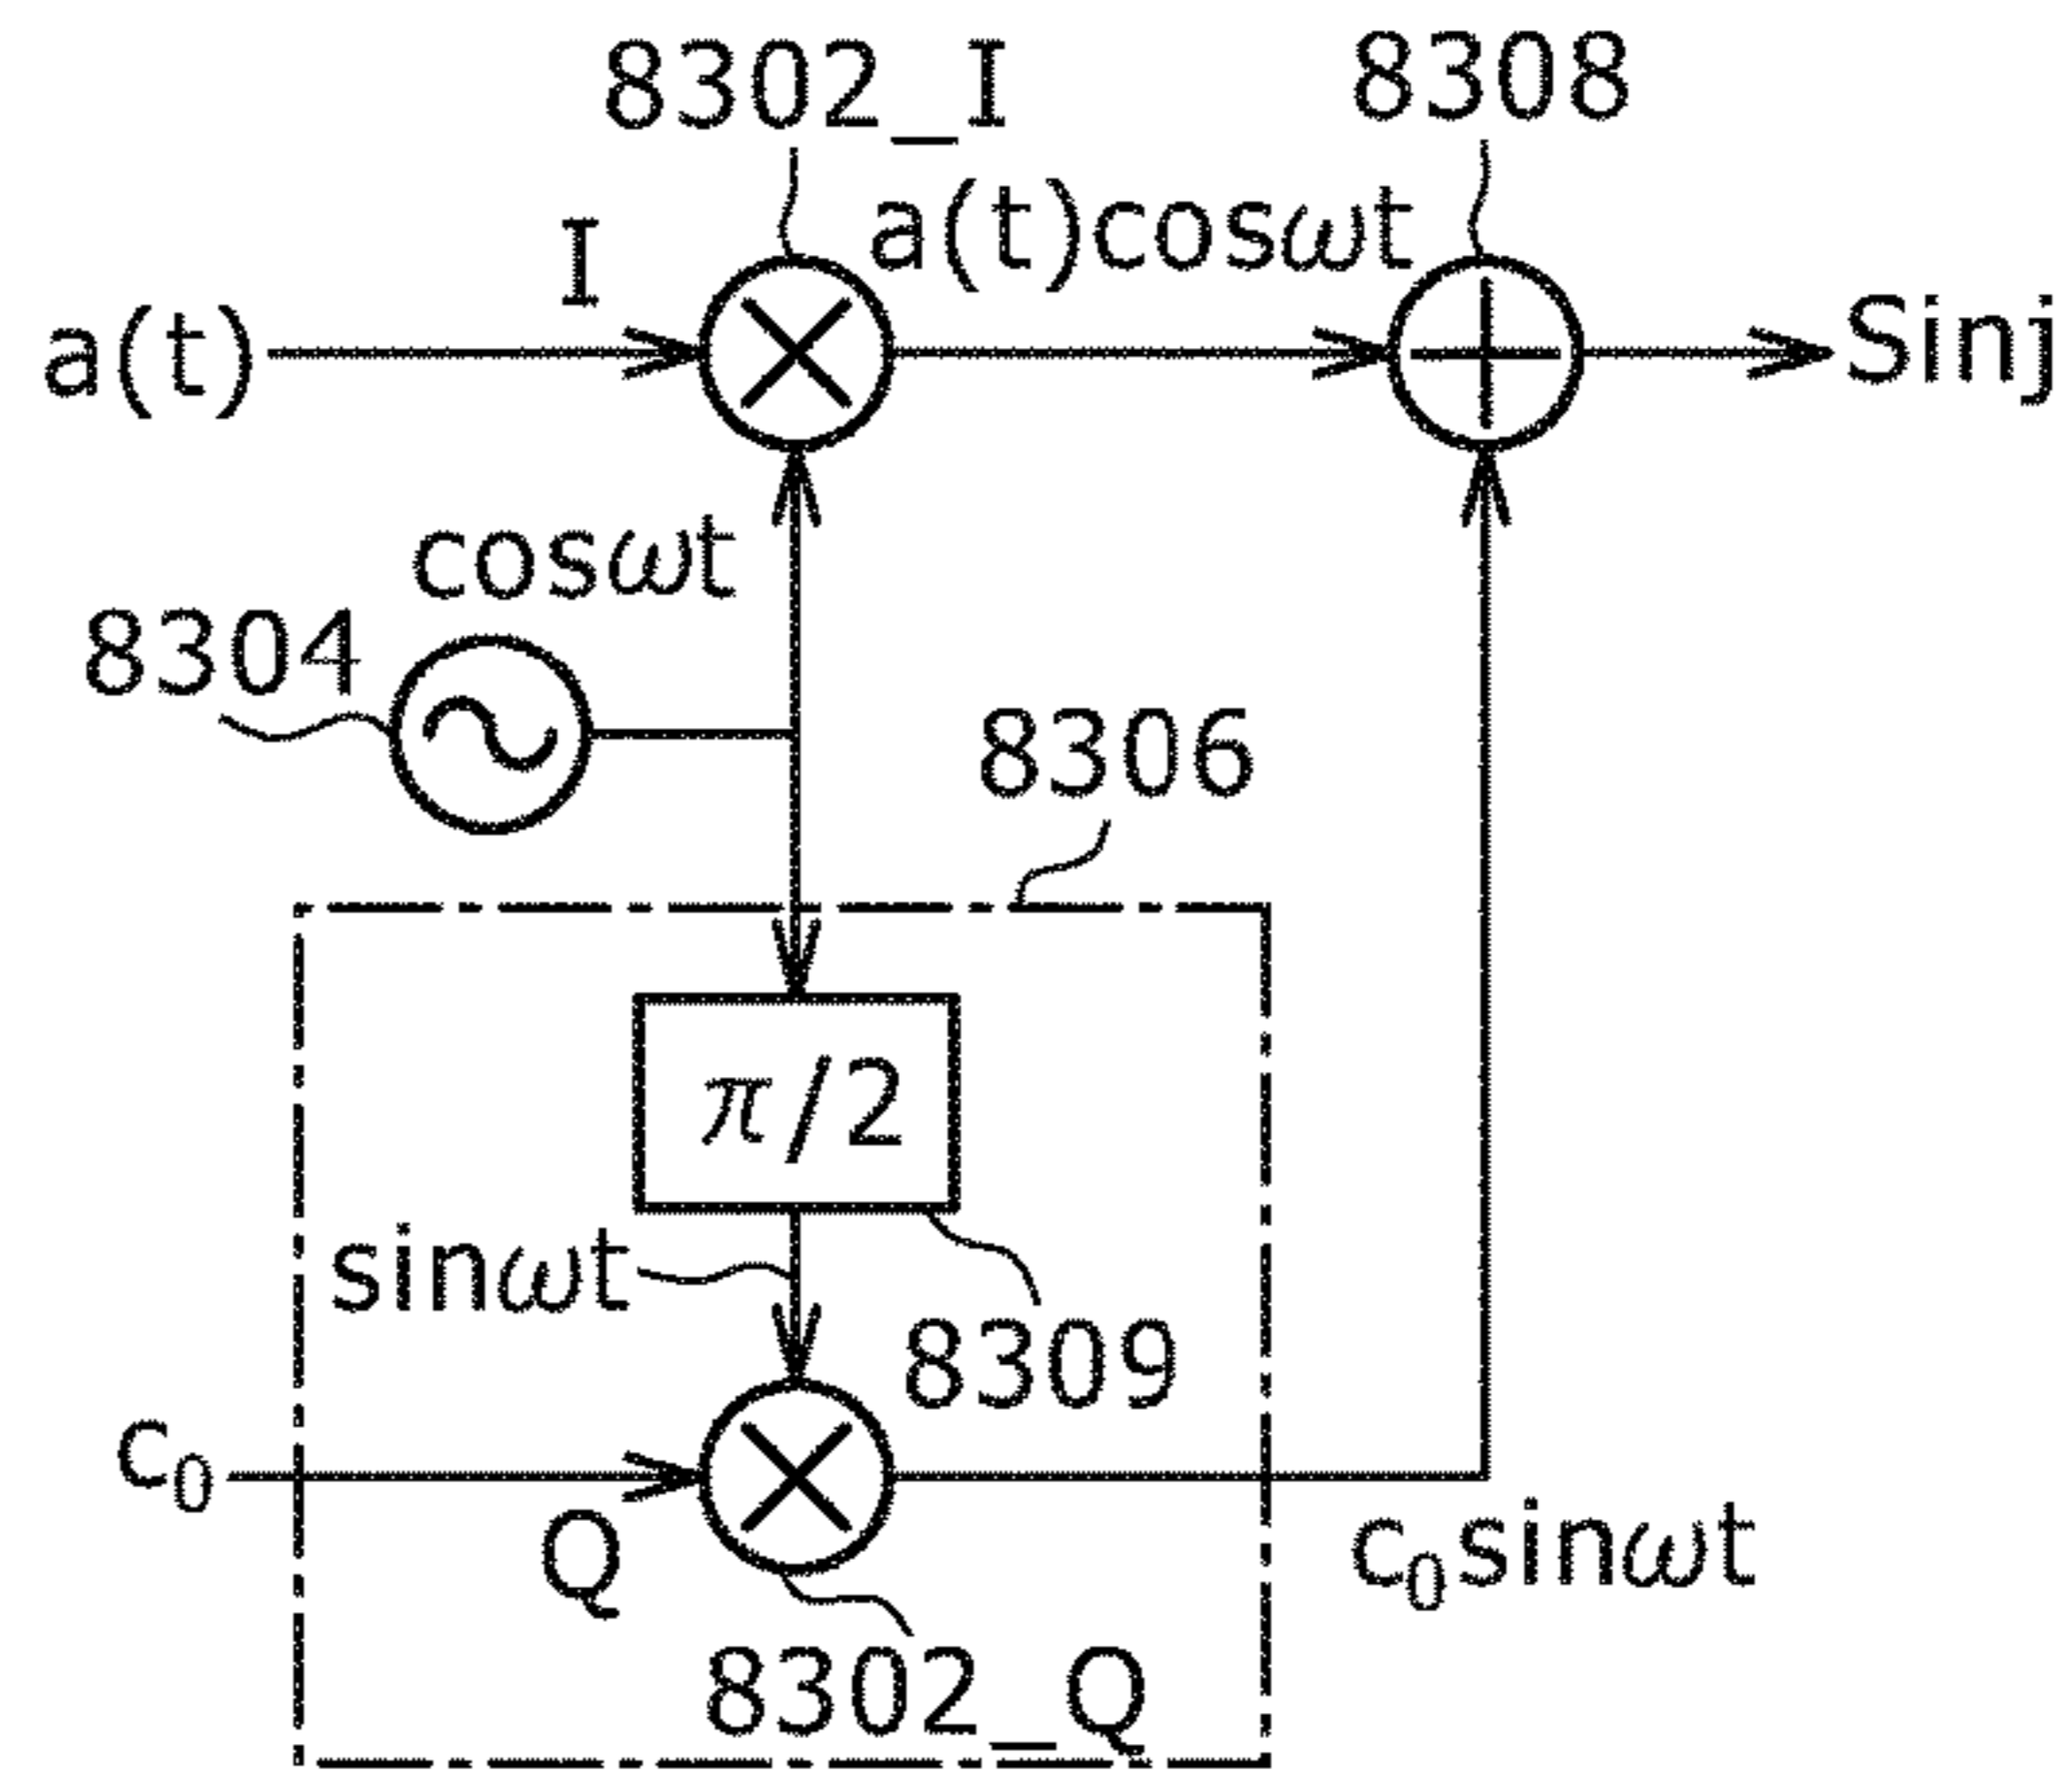 8302_I
8308
a(t)cosωt
I
a(t)
Sinj
cosωt
8304
8306
π/2
sinωt
8309
c₀
Q
c₀sinωt
8302_Q